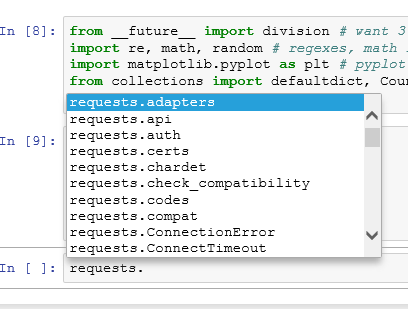 In [8]: from __future__ import division # want 3
import re, math, random # regexes, math
import matplotlib.pyplot as plt # pyplot
from collections import defaultdict, Coun
requests.adapters
requests.api
In [9]: requests.auth
requests.certs
requests.chardet
requests.check_compatibility
requests.codes
requests.compat
requests.ConnectionError
requests.ConnectTimeout
In [ ]: requests.